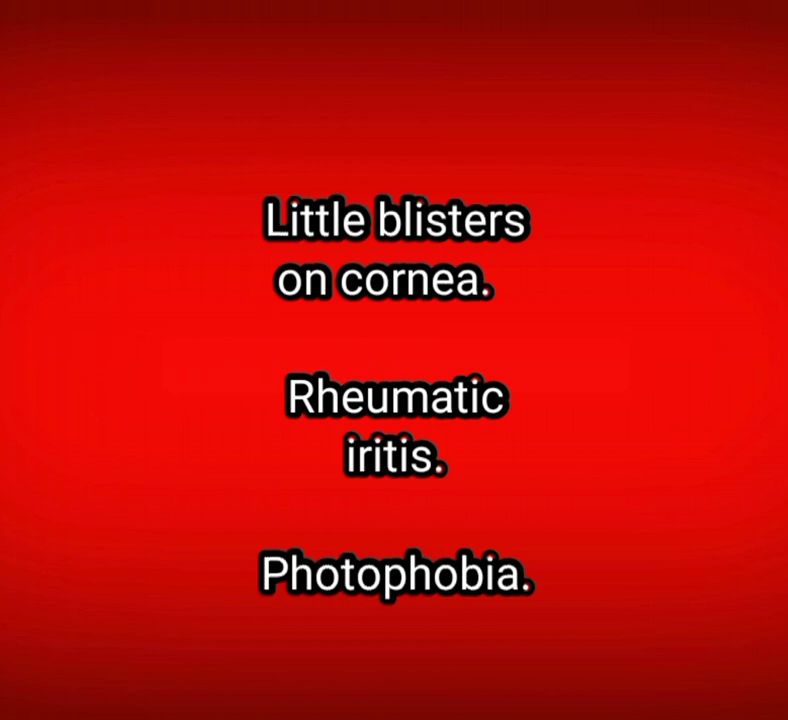 Little blisters
on cornea.
Rheumatic
iritis.
Photophobia.